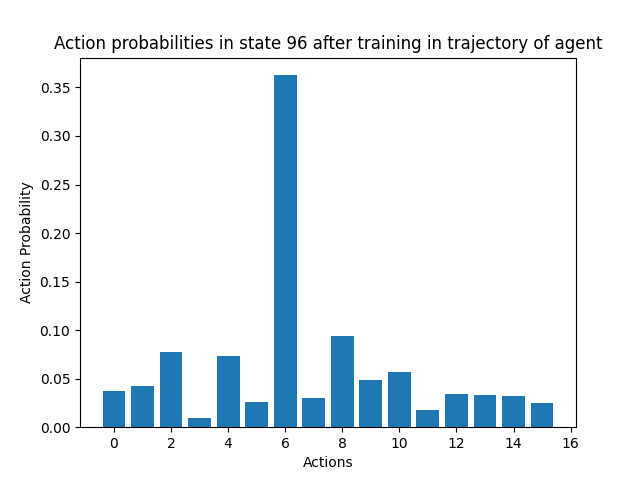 Action probabilities in state 96 after training in trajectory of agent
0.35
0.30
0.25
0.20
0.15
0.10
0.05
0.00
Action Probability
0 2 4 6 8 10 12 14 16
Actions